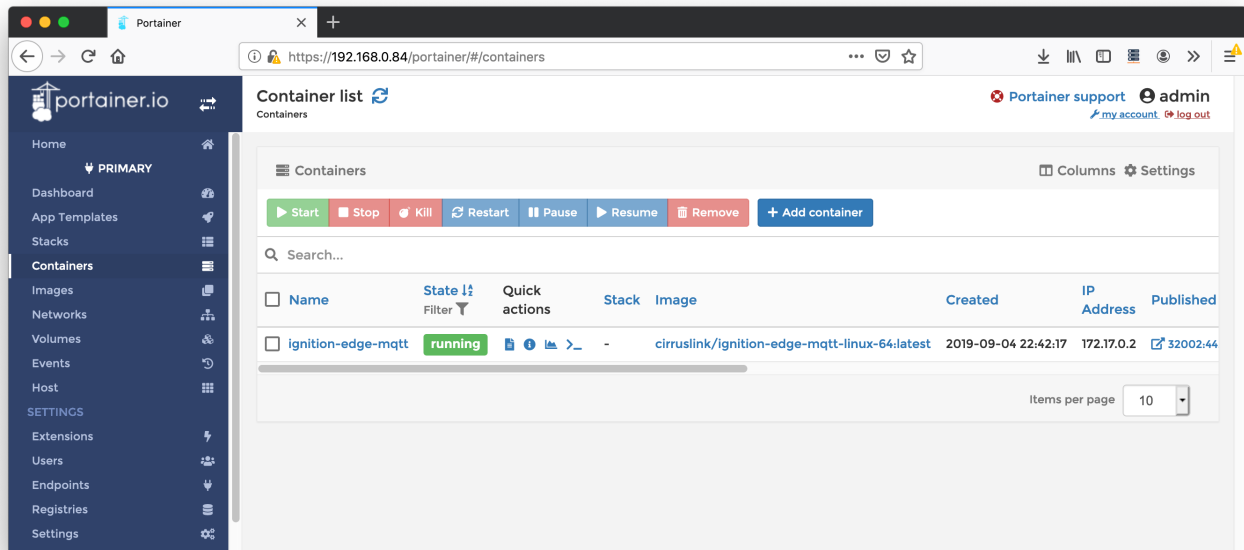 Portainer
https://192.168.0.84/portainer/#/containers
portainer.io
Home
PRIMARY
Dashboard
App Templates
Stacks
Containers
Images
Networks
Volumes
Events
Host
SETTINGS
Extensions
Users
Endpoints
Registries
Settings
Container list
Containers
Portainer support
admin
my account
log out
Containers
Columns
Settings
Start
Stop
Kill
Restart
Pause
Resume
Remove
+ Add container
Search...
Name
State
Filter
Quick
actions
Stack
Image
Created
IP
Address
Published
ignition-edge-mqtt
running
-
cirruslink/ignition-edge-mqtt-linux-64:latest
2019-09-04 22:42:17
172.17.0.2
32002:44
Items per page
10